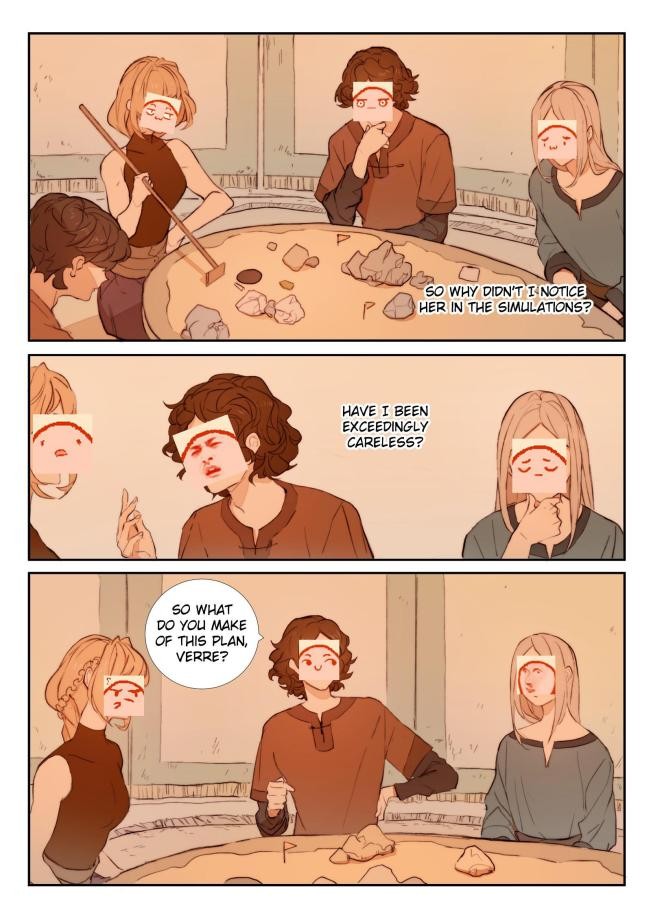 SO WHY DIDN'T I NOTICE
HER IN THE SIMULATIONS?
HAVE I BEEN
EXCEEDINGLY
CARELESS?
SO WHAT
DO YOU MAKE
OF THIS PLAN,
VERRE?